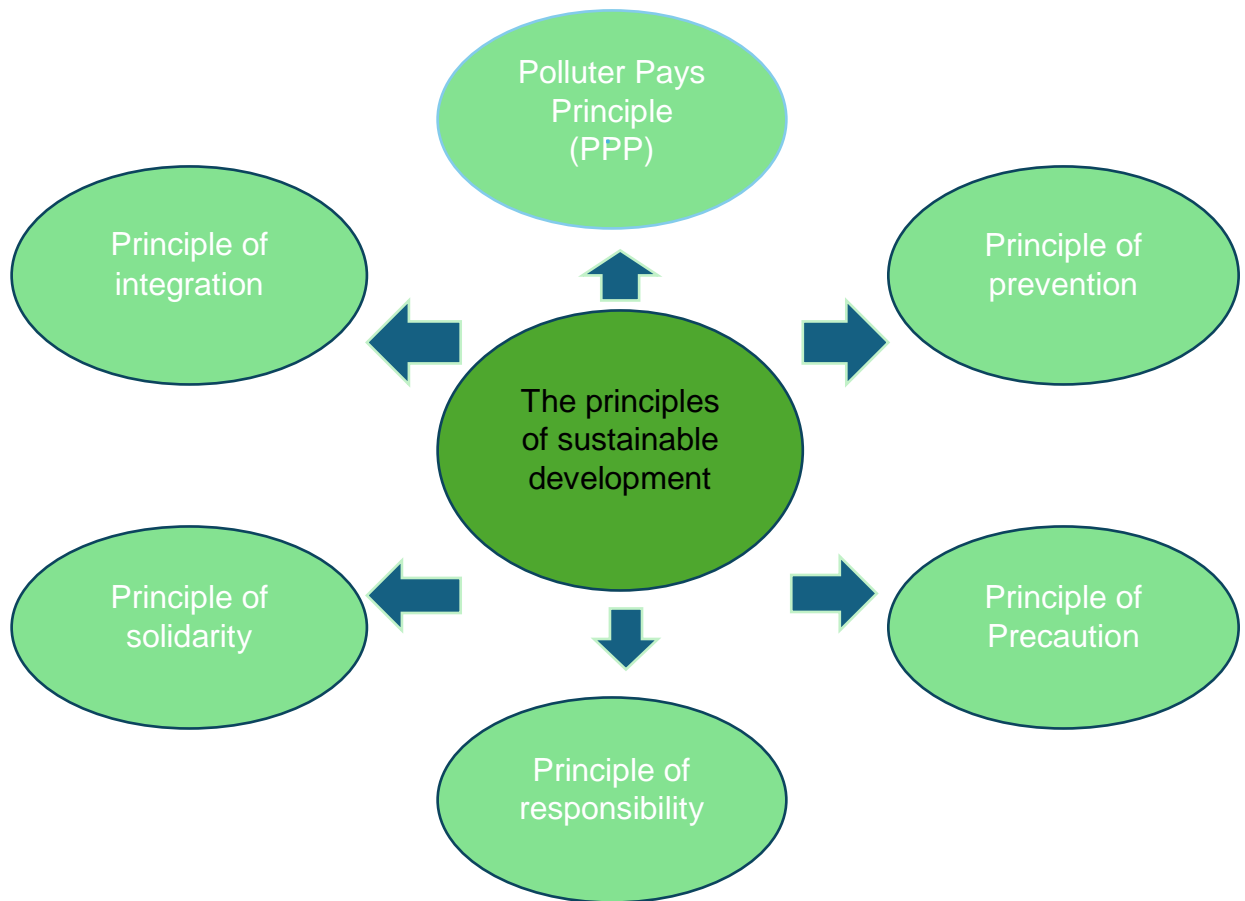 Polluter Pays
Principle
(PPP)
Principle of
integration
Principle of
prevention
The principles
of sustainable
development
Principle of
solidarity
Principle of
Precaution
Principle of
responsibility